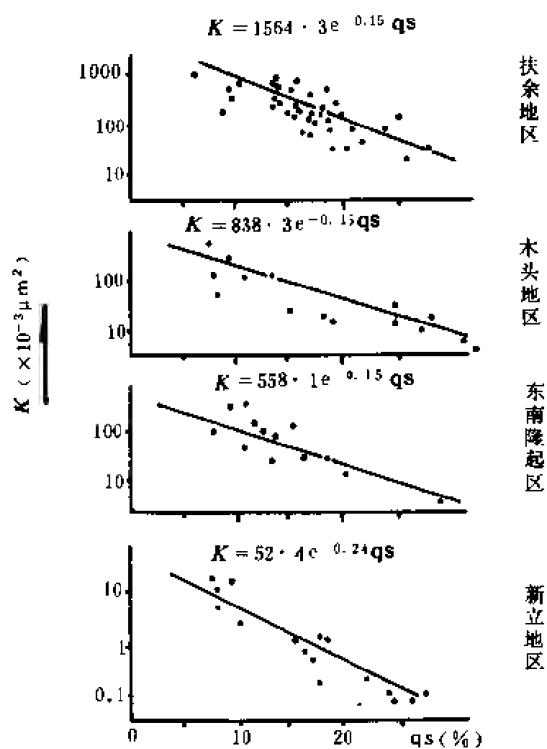 K = 1564 · 3e⁻⁰·¹⁵ qs
1000
100
10
扶余地区
K = 838 · 3e⁻⁰·¹⁵qs
100
10
木头地区
K (×10⁻³μm²)
K = 558 · 1e⁻⁰·¹⁵ qs
100
10
东南隆起区
K = 52 · 4e⁻⁰·²⁴qs
10
1
0.1
新立地区
0
10
20
qs(%)